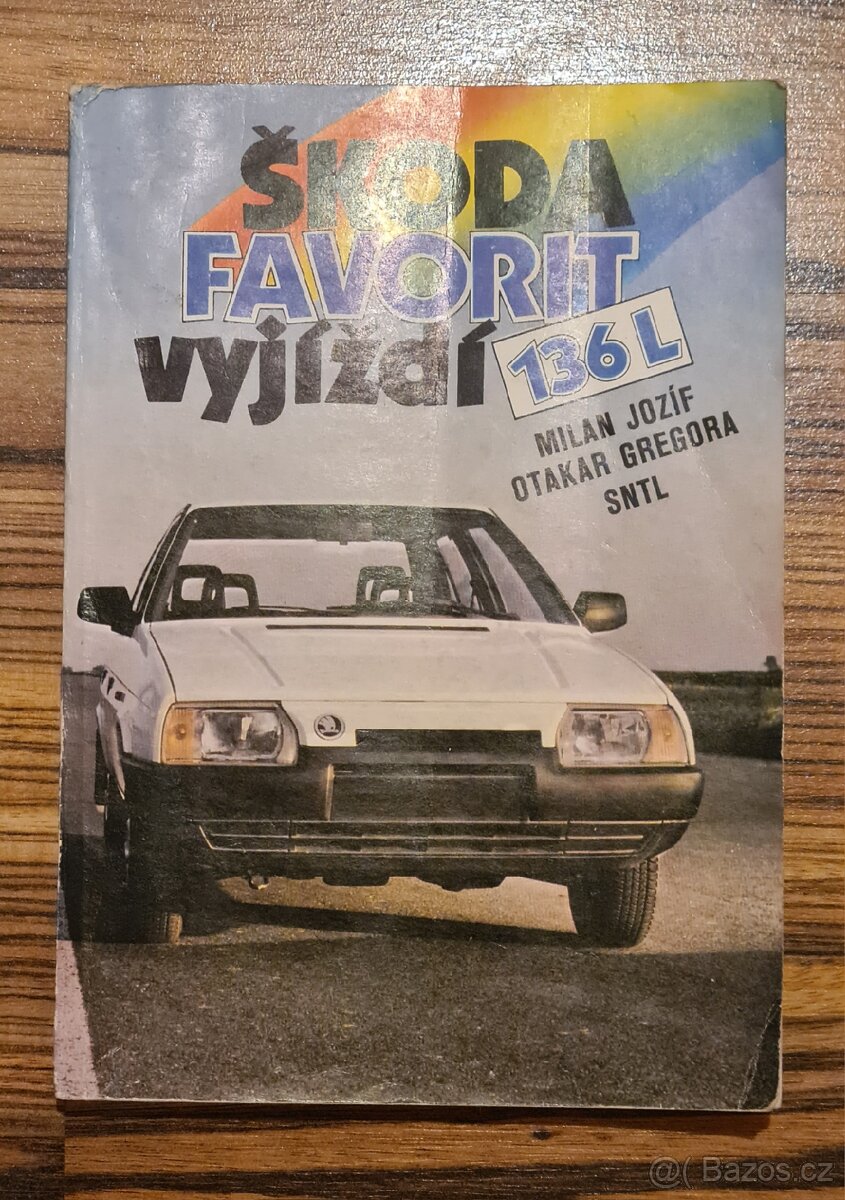 ŠKODA
FAVORIT
vyjíždí 136 L
MILAN JOZÍF
OTAKAR GREGORA
SNTL
@( Bazos.cz